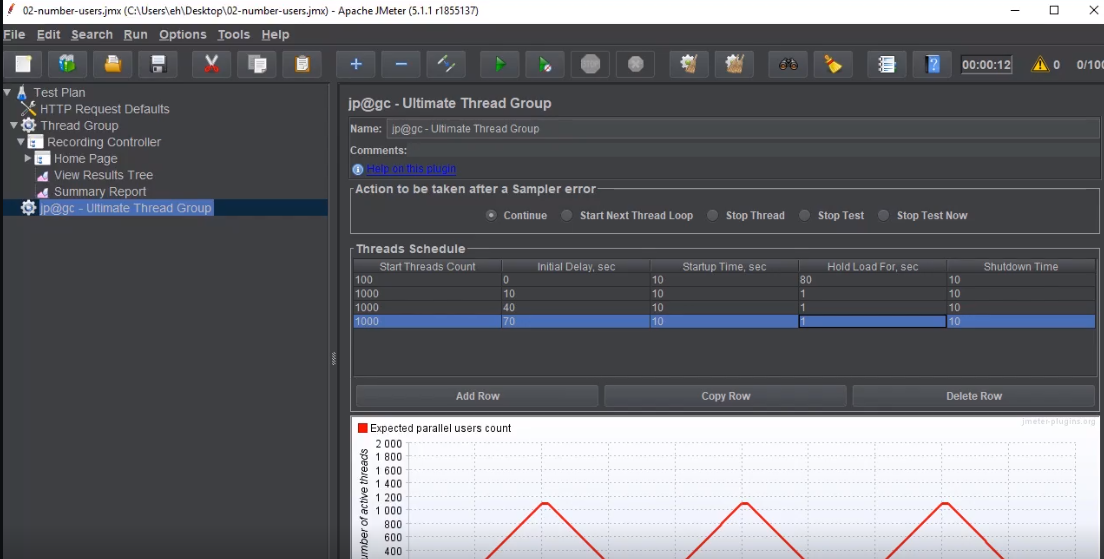 02-number-users.jmx (C:\Users\eh\Desktop\02-number-users.jmx) - Apache JMeter (5.1.1 r1855137)
File Edit Search Run Options Tools Help
00:00:12 0 0/100
Test Plan
HTTP Request Defaults
Thread Group
Recording Controller
Home Page
View Results Tree
Summary Report
jp@gc - Ultimate Thread Group
jp@gc - Ultimate Thread Group
Name: jp@gc - Ultimate Thread Group
Comments:
Help on this plugin
Action to be taken after a Sampler error
Continue Start Next Thread Loop Stop Thread Stop Test Stop Test Now
Threads Schedule
Start Threads Count Initial Delay, sec Startup Time, sec Hold Load For, sec Shutdown Time
100 0 10 80 10
1000 10 10 1 10
1000 40 10 1 10
1000 70 10 1 10
Add Row Copy Row Delete Row
jmeter-plugins.org
Expected parallel users count
2 000
1 800
1 600
1 400
1 200
1 000
800
600
400
umber of active threads